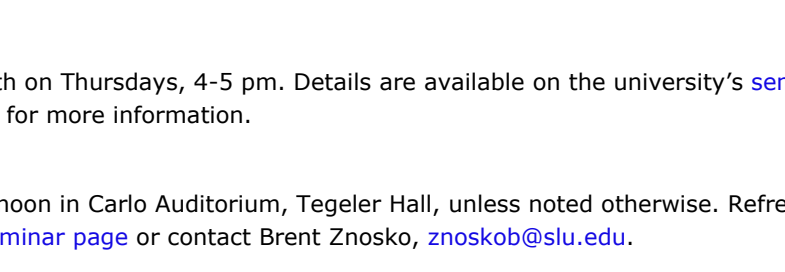 th on Thursdays, 4-5 pm. Details are available on the university’s ser
for more information.
noon in Carlo Auditorium, Tegeler Hall, unless noted otherwise. Refre
minar page or contact Brent Znosko, znoskob@slu.edu.